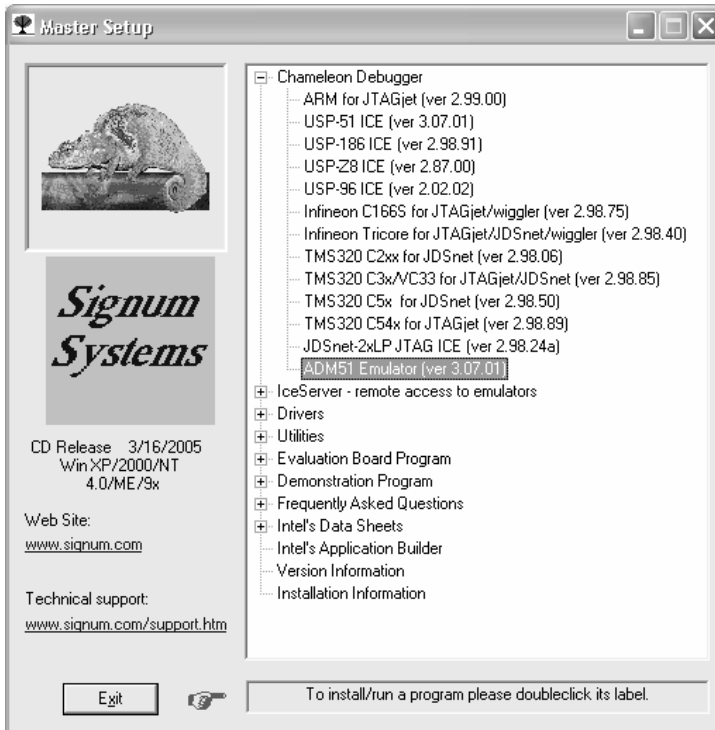 Master Setup
Chameleon Debugger
ARM for JTAGjet (ver 2.99.00)
USP-51 ICE (ver 3.07.01)
USP-186 ICE (ver 2.98.91)
USP-Z8 ICE (ver 2.87.00)
USP-96 ICE (ver 2.02.02)
Infineon C166S for JTAGjet/wiggler (ver 2.98.75)
Infineon Tricore for JTAGjet/JDSnet/wiggler (ver 2.98.40)
TMS320 C2xx for JDSnet (ver 2.98.06)
TMS320 C3x/VC33 for JTAGjet/JDSnet (ver 2.98.85)
TMS320 C5x for JDSnet (ver 2.98.50)
TMS320 C54x for JTAGjet (ver 2.98.89)
JDSnet-2xLP JTAG ICE (ver 2.98.24a)
ADM51 Emulator (ver 3.07.01)
IceServer - remote access to emulators
Drivers
Utilities
Evaluation Board Program
Demonstration Program
Frequently Asked Questions
Intel's Data Sheets
Intel's Application Builder
Version Information
Installation Information
Signum
Systems
CD Release 3/16/2005
Win XP/2000/NT
4.0/ME/9x
Web Site:
www.signum.com
Technical support:
www.signum.com/support.htm
Exit
To install/run a program please doubleclick its label.